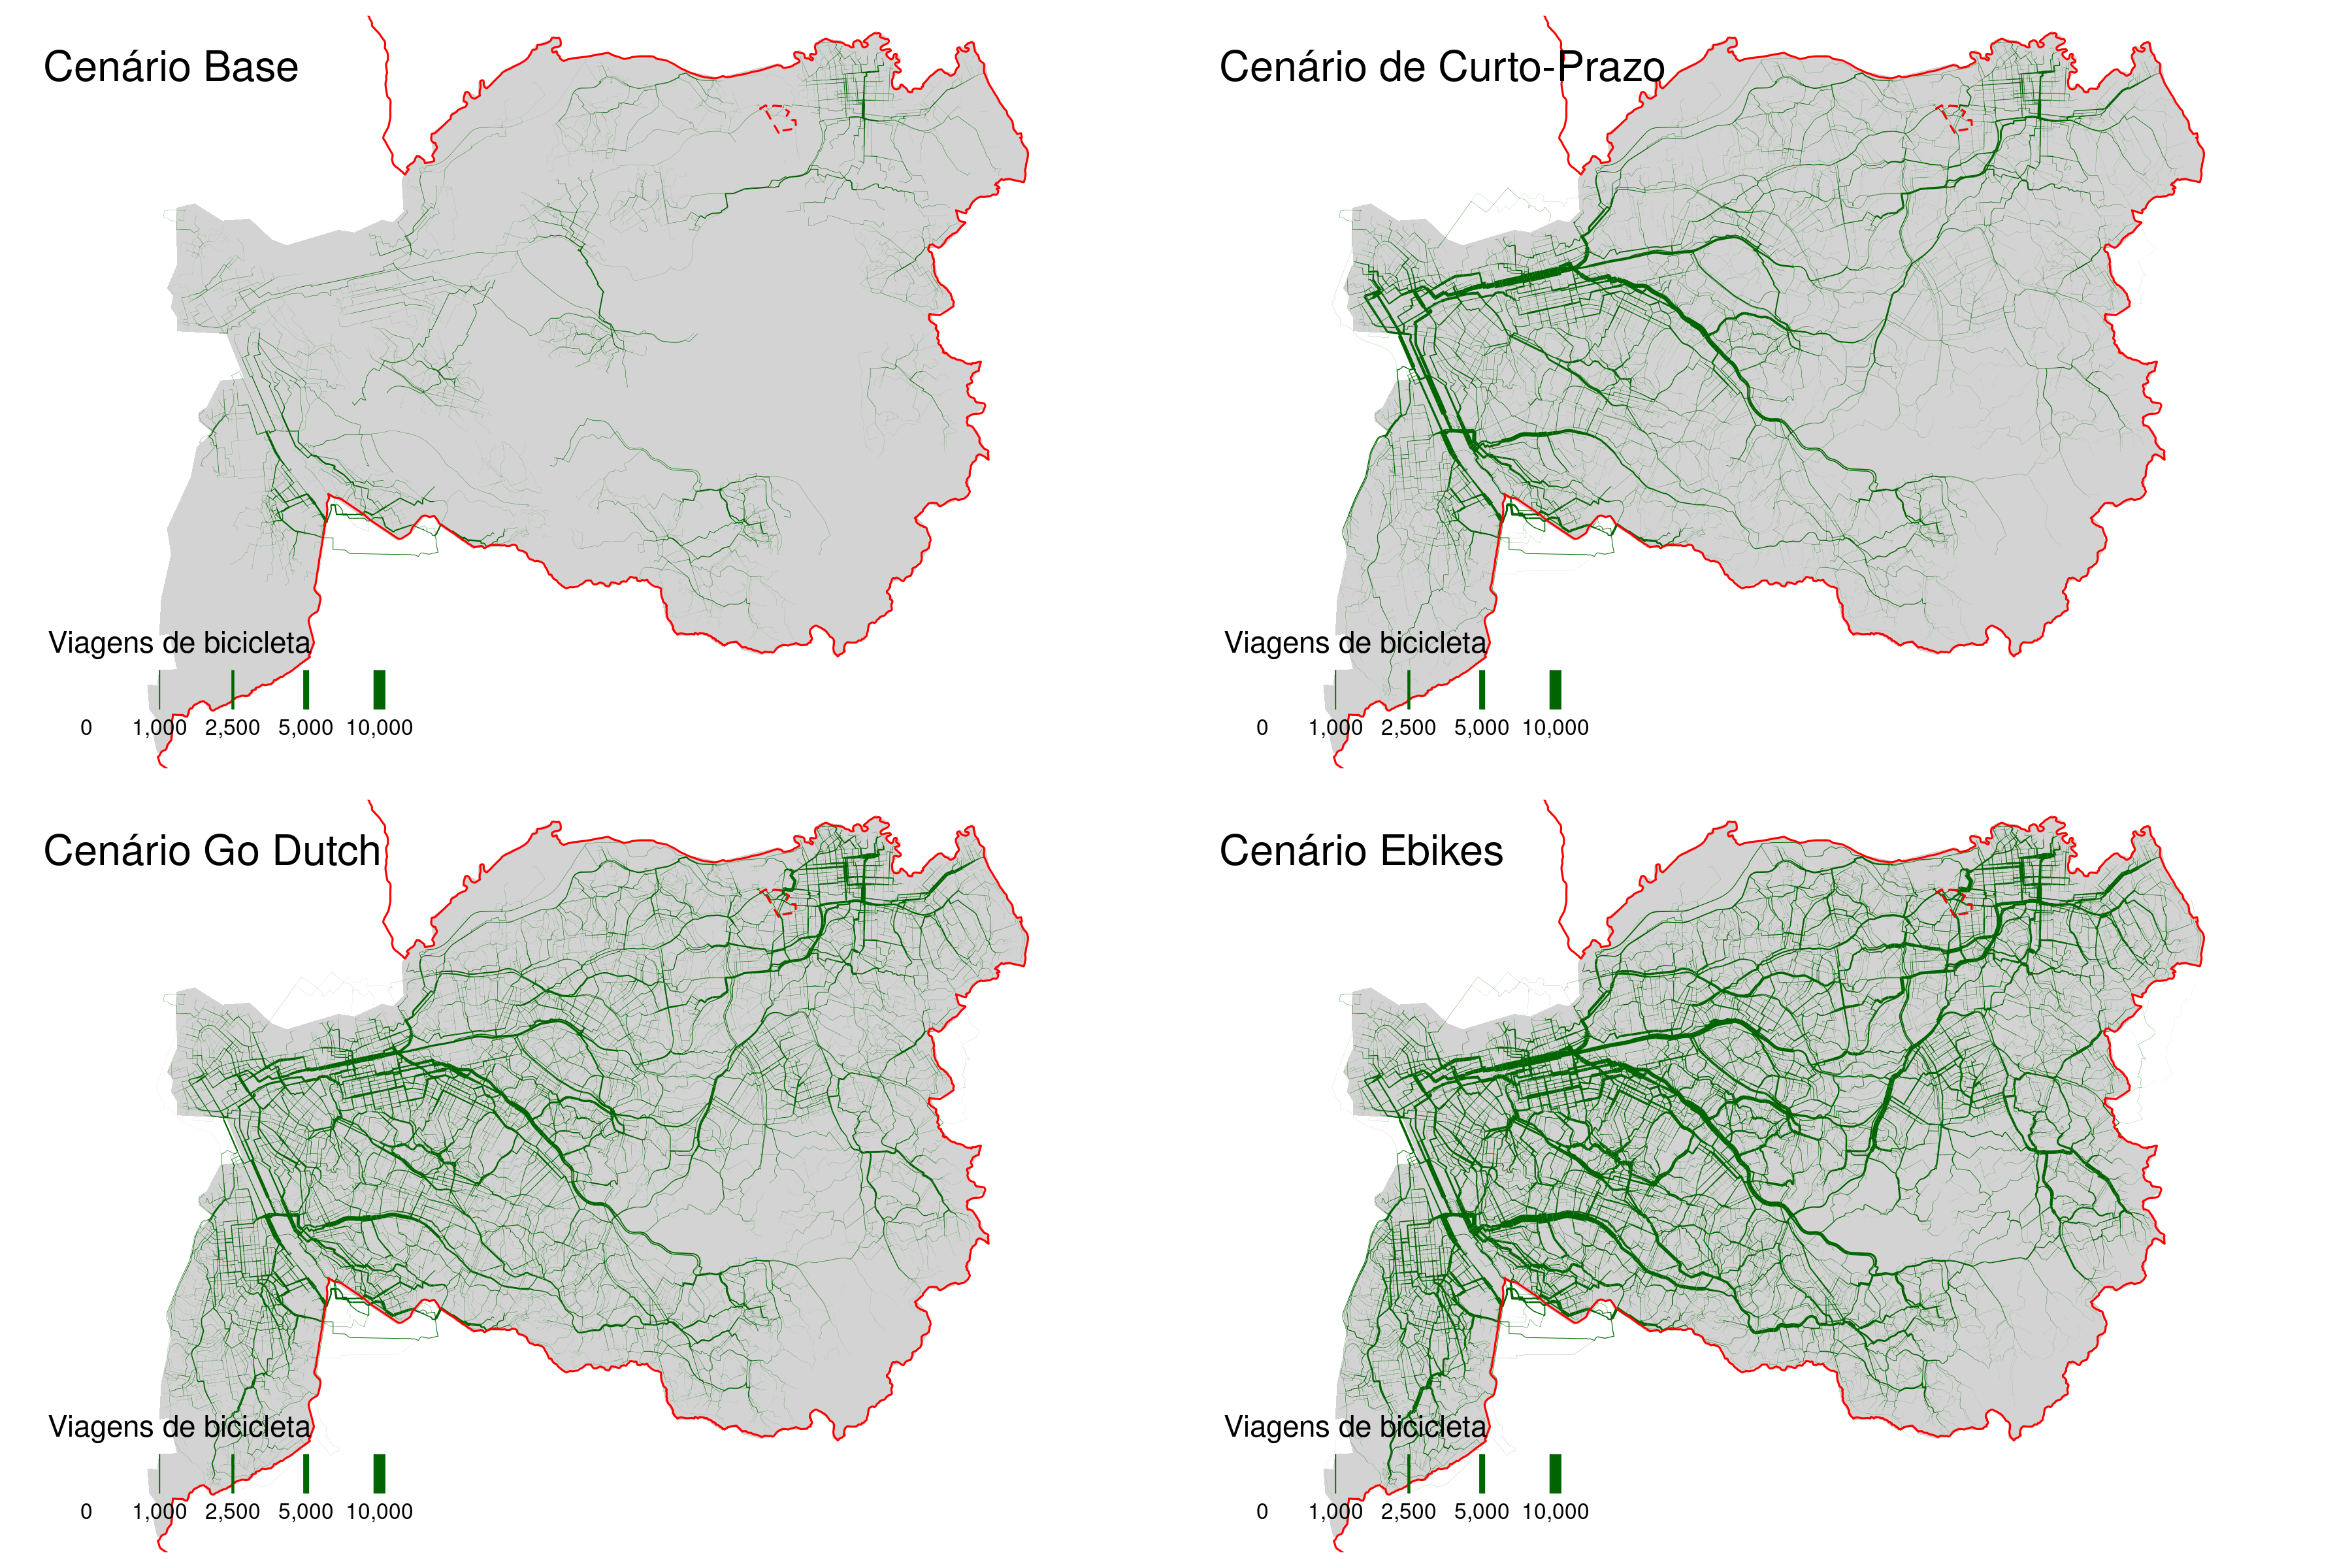 Cenário Base
Viagens de bicicleta
0 1,000 2,500 5,000 10,000
Cenário de Curto-Prazo
Viagens de bicicleta
0 1,000 2,500 5,000 10,000
Cenário Go Dutch
Viagens de bicicleta
0 1,000 2,500 5,000 10,000
Cenário Ebikes
Viagens de bicicleta
0 1,000 2,500 5,000 10,000